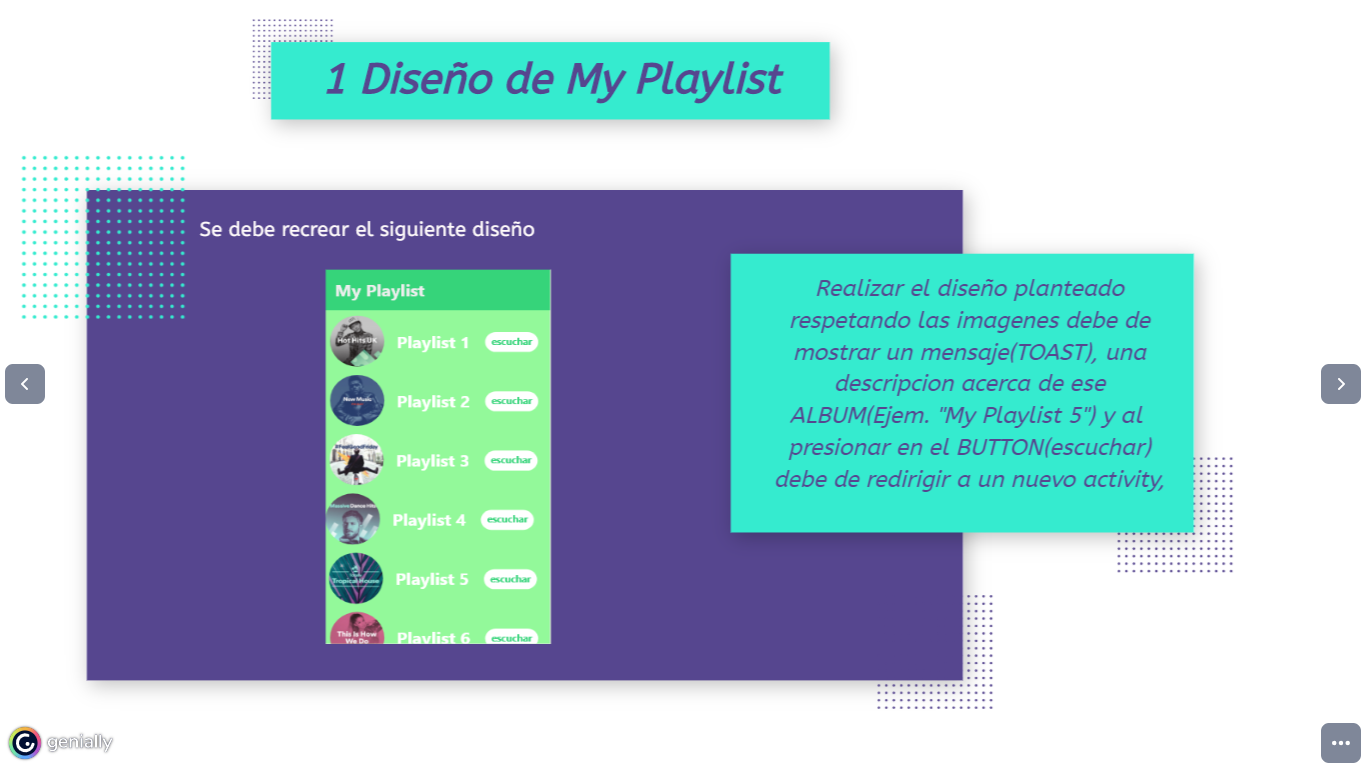 1 Diseño de My Playlist
Se debe recrear el siguiente diseño
My Playlist
Hot Hits UK
Playlist 1
escuchar
New Music
Playlist 2
escuchar
Playlist 3
escuchar
Massive Dance Hits
Playlist 4
escuchar
Tropical House
Playlist 5
escuchar
This Is How
We Do
Playlist 6
escuchar
Realizar el diseño planteado
respetando las imagenes debe de
mostrar un mensaje(TOAST), una
descripcion acerca de ese
ALBUM(Ejem. "My Playlist 5") y al
presionar en el BUTTON(escuchar)
debe de redirigir a un nuevo activity,
genially